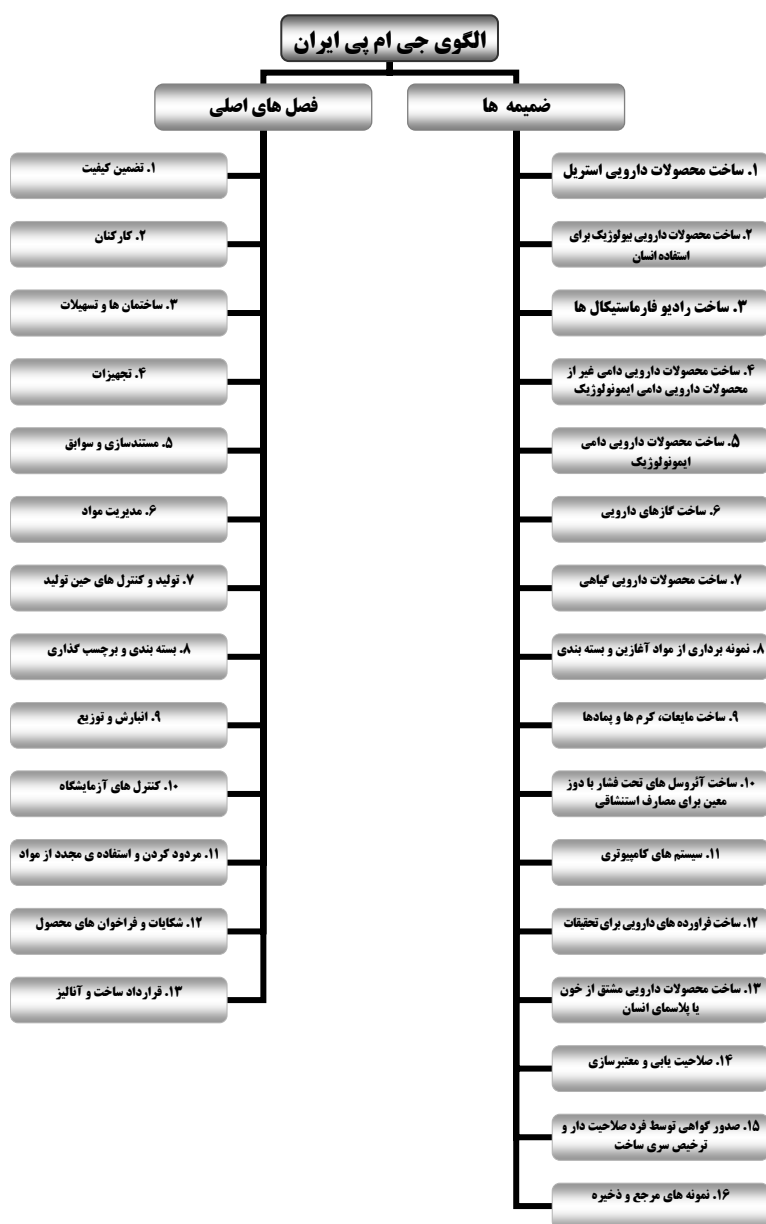 الگوی جی ام پی ایران
ضمیمه ها
۱. ساخت محصولات دارویی استریل
۲. ساخت محصولات دارویی بیولوژیک برای
استفاده انسان
۳. ساخت رادیو فارماستیکال ها
۴. ساخت محصولات دارویی دامی غیر از
محصولات دارویی دامی ایمونولوژیک
۵. ساخت محصولات دارویی دامی
ایمونولوژیک
۶. ساخت گازهای دارویی
۷. ساخت محصولات دارویی گیاهی
۸. نمونه برداری از مواد آغازین و بسته بندی
۹. ساخت مایعات، کرم ها و پمادها
۱۰. ساخت آئروسل های تحت فشار با دوز
معین برای مصارف استنشاقی
۱۱. سیستم های کامپیوتری
۱۲. ساخت فراورده های دارویی برای تحقیقات
۱۳. ساخت محصولات دارویی مشتق از خون
یا پلاسمای انسان
۱۴. صلاحیت یابی و معتبرسازی
۱۵. صدور گواهی توسط فرد صلاحیت دار و
ترخیص سری ساخت
۱۶. نمونه های مرجع و ذخیره
فصل های اصلی
۱. تضمین کیفیت
۲. کارکنان
۳. ساختمان ها و تسهیلات
۴. تجهیزات
۵. مستندسازی و سوابق
۶. مدیریت مواد
۷. تولید و کنترل های حین تولید
۸. بسته بندی و برچسب گذاری
۹. انبارش و توزیع
۱۰. کنترل های آزمایشگاه
۱۱. مردود کردن و استفاده ی مجدد از مواد
۱۲. شکایات و فراخوان های محصول
۱۳. قرارداد ساخت و آنالیز